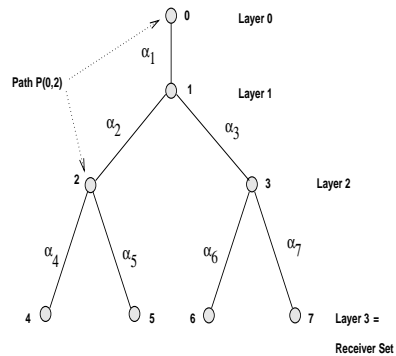 0 Layer 0
α1
Path P(0,2)
1 Layer 1
α2 α3
2 3 Layer 2
α4 α5 α6 α7
4 5 6 7 Layer 3 =
Receiver Set